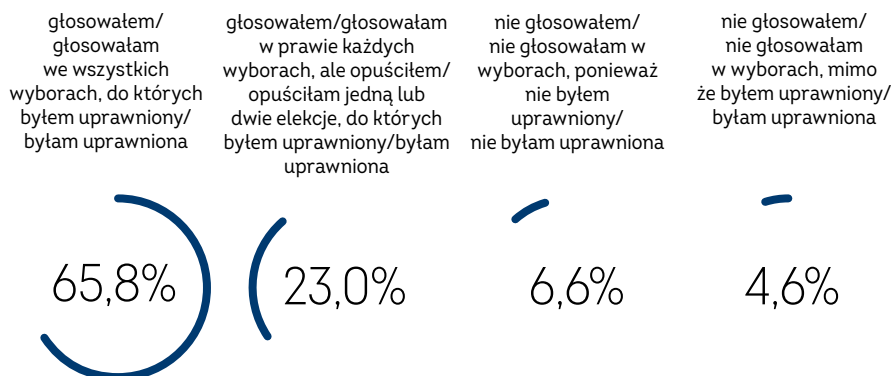 głosowałem/
głosowałam
we wszystkich
wyborach, do których
byłem uprawniony/
byłam uprawniona
głosowałem/głosowałam
w prawie każdych
wyborach, ale opuściłem/
opuściłam jedną lub
dwie elekcje, do których
byłem uprawniony/byłam
uprawniona
nie głosowałem/
nie głosowałam w
wyborach, ponieważ
nie byłem
uprawniony/
nie byłam uprawniona
nie głosowałem/
nie głosowałam
w wyborach, mimo
że byłem uprawniony/
byłam uprawniona
65,8%
23,0%
6,6%
4,6%